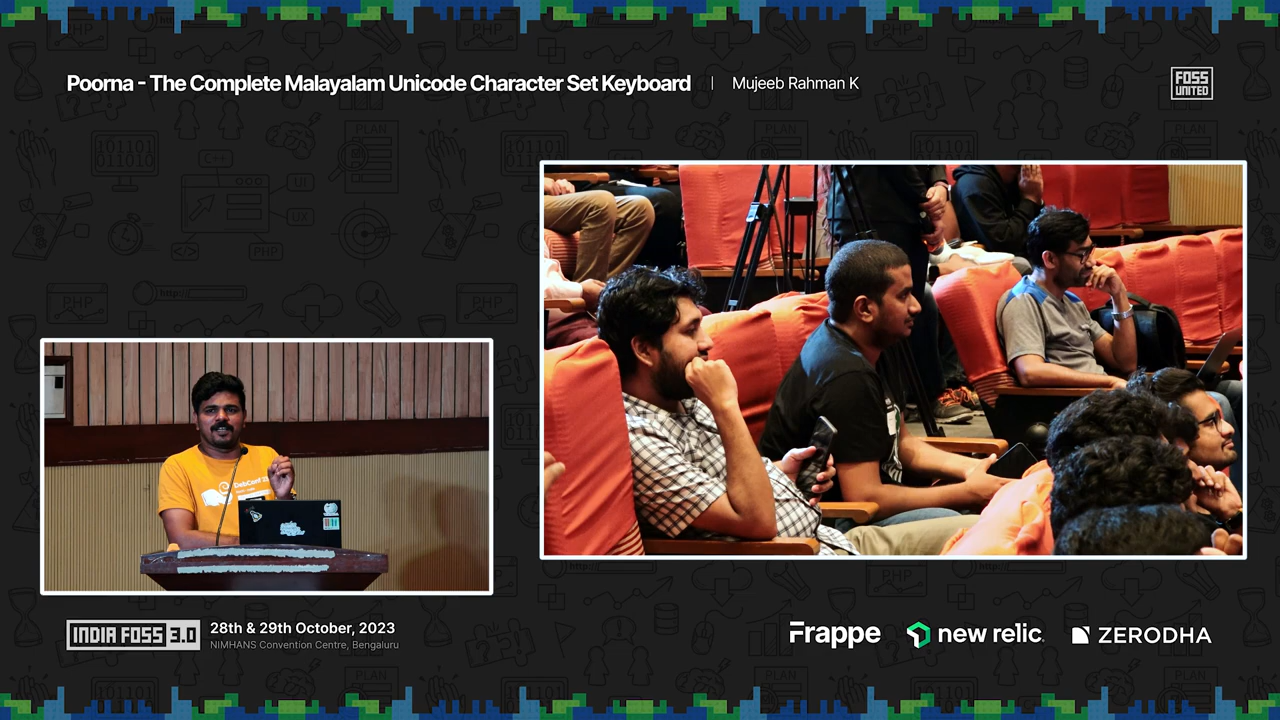 Poorna - The Complete Malayalam Unicode Character Set Keyboard | Mujeeb Rahman K
FOSS
UNITED
DebConf
INDIA FOSS 3.0
28th & 29th October, 2023
NIMHANS Convention Centre, Bengaluru
Frappe
new relic
ZERODHA